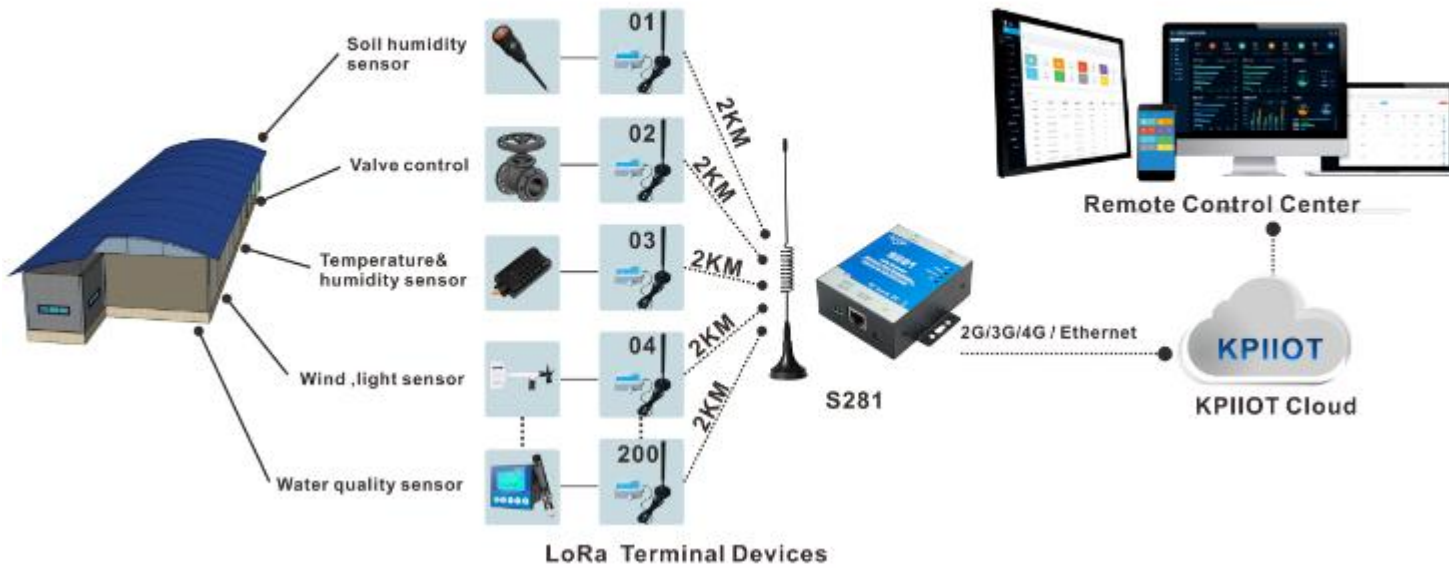 Soil humidity
sensor
Valve control
Temperature&
humidity sensor
Wind ,light sensor
Water quality sensor
01
02
03
04
200
2KM
2KM
2KM
2KM
2KM
LoRa Terminal Devices
S281
S281
2G/3G/4G / Ethernet
Remote Control Center
KPIIOT
KPIIOT Cloud